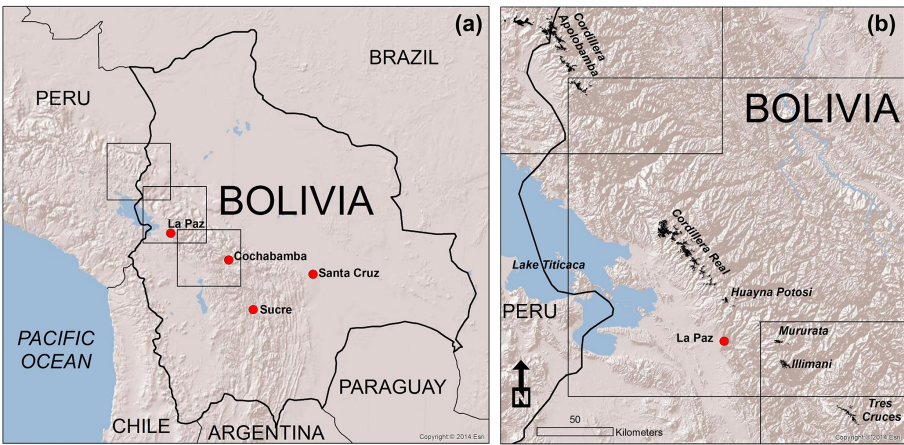 (a)
BRAZIL
PERU
BOLIVIA
La Paz
Cochabamba
Santa Cruz
Sucre
PACIFIC
OCEAN
PARAGUAY
CHILE
ARGENTINA
Copyright © 2014 Esri
(b)
Cordillera
Apolobamba
BOLIVIA
Cordillera Real
Lake Titicaca
Huayna Potosi
PERU
La Paz
Mururata
Illimani
Tres
Cruces
N
50
Kilometers
Copyright © 2014 Esri